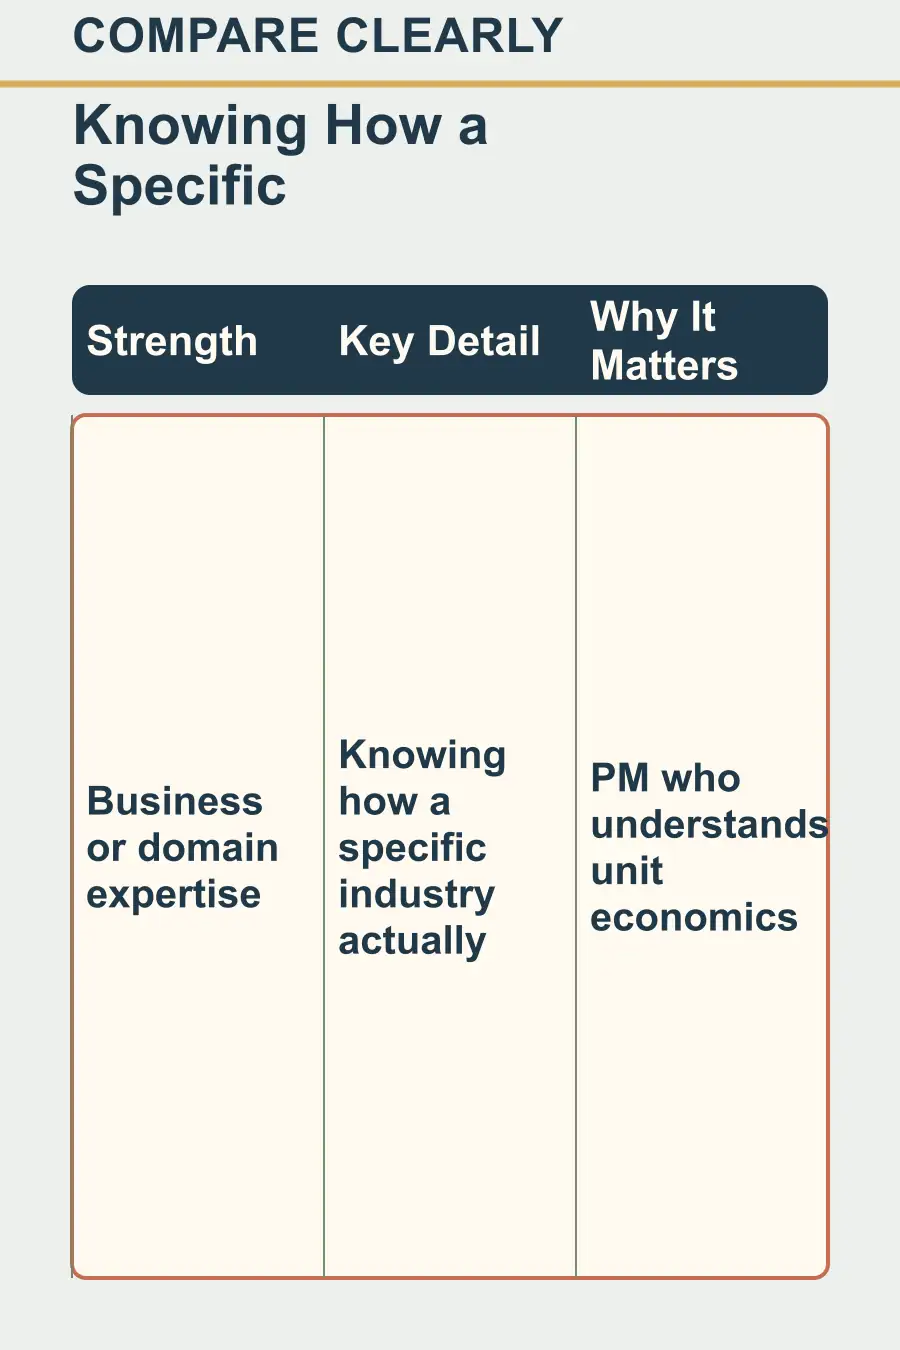 COMPARE CLEARLY
Knowing How a
Specific
Strength
Key Detail
Why It
Matters
Business
or domain
expertise
Knowing
how a
specific
industry
actually
PM who
understands
unit
economics